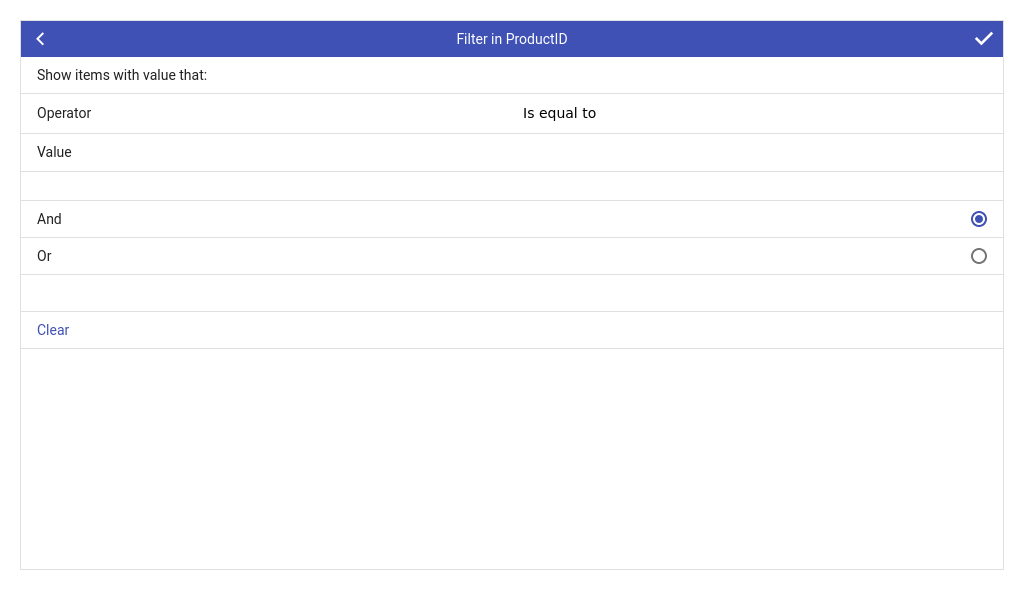 Filter in ProductID
Show items with value that:
Operator Is equal to
Value
And
Or
Clear